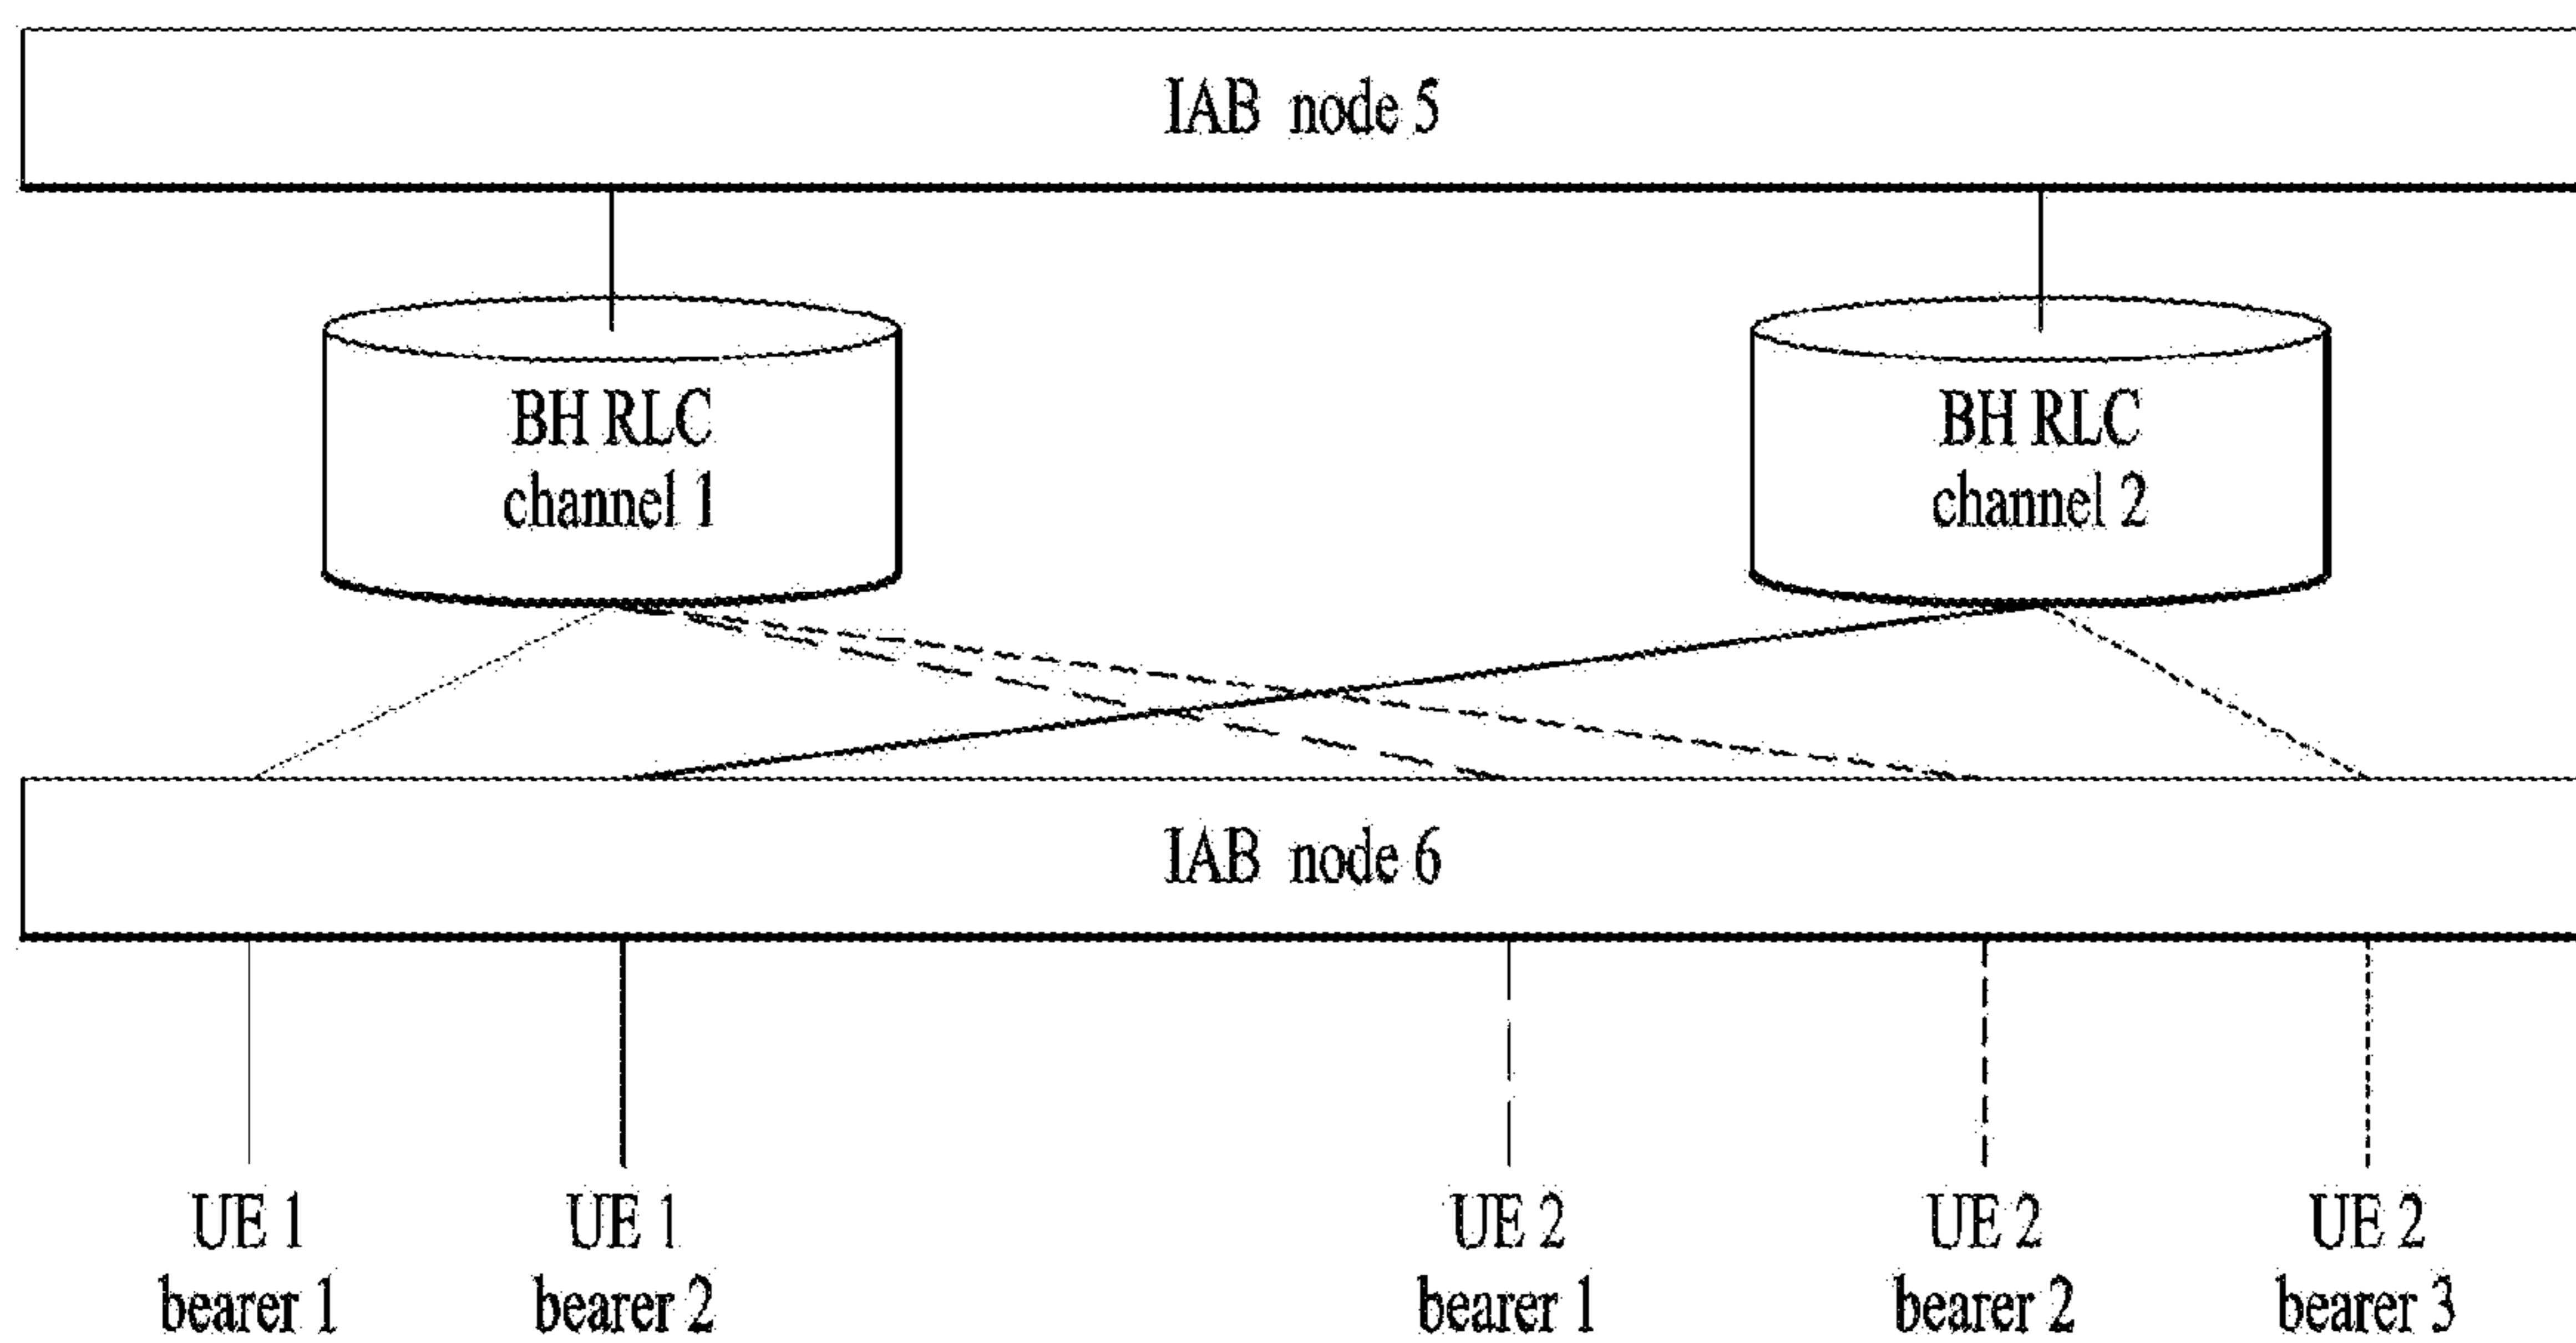 IAB node 5
BH RLC
channel 1
BH RLC
channel 2
IAB node 6
UE 1
bearer 1
UE 1
bearer 2
UE 2
bearer 1
UE 2
bearer 2
UE 2
bearer 3